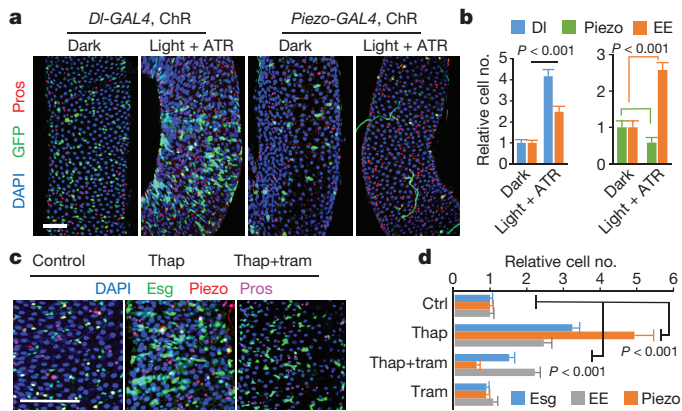 a
Dl-GAL4, ChR
Piezo-GAL4, ChR
Dark
Light + ATR
Dark
Light + ATR
DAPI GFP Pros
b
Dl Piezo EE
P < 0.001
P < 0.001
Relative cell no.
5
4
3
2
1
0
3
2
1
0
Dark
Light + ATR
Dark
Light + ATR
c
Control
Thap
Thap+tram
DAPI Esg Piezo Pros
d
Relative cell no.
0 1 2 3 4 5 6
Ctrl
Thap
Thap+tram
Tram
P < 0.001
P < 0.001
Esg EE Piezo